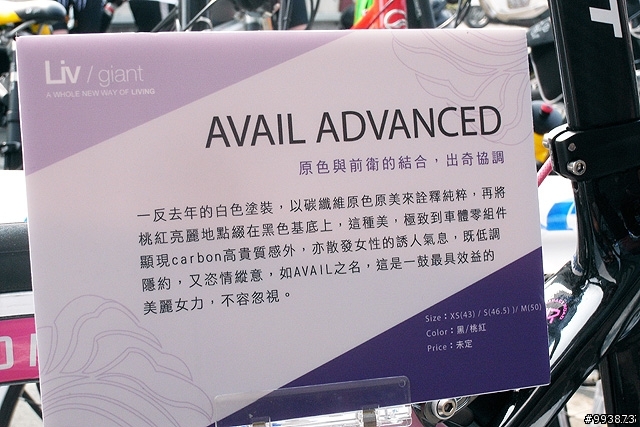 Liv / giant
A WHOLE NEW WAY OF LIVING
AVAIL ADVANCED
原色與前衛的結合，出奇協調
一反去年的白色塗裝，以碳纖維原色原美來詮釋純粹，再將
桃紅亮麗地點綴在黑色基底上，這種美，極致到車體零組件
顯現carbon高貴質感外，亦散發女性的誘人氣息，既低調
隱約，又恣情縱意，如AVAIL之名，這是一鼓最具效益的
美麗女力，不容忽視。
Size：XS(43) / S(46.5) )/ M(50)
Color：黑/桃紅
Price：未定
T
#993873